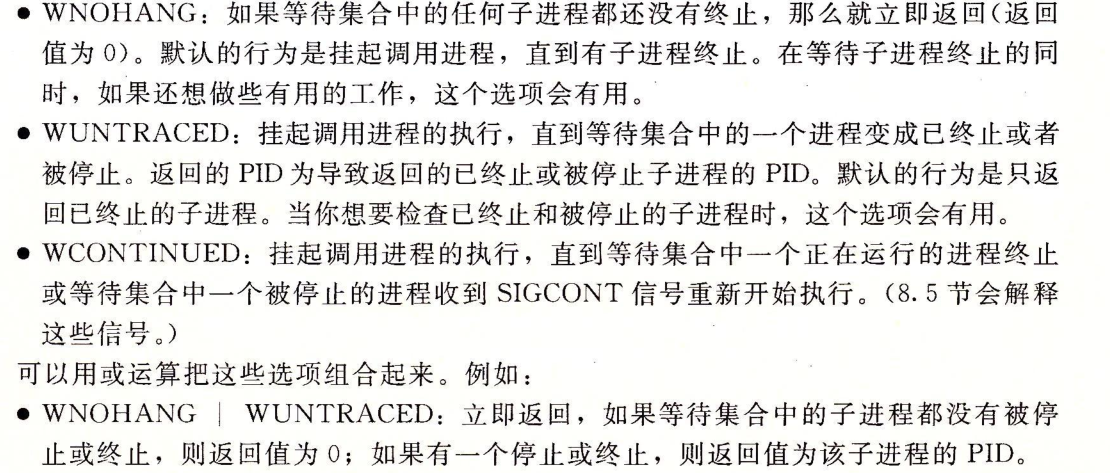 ● WNOHANG：如果等待集合中的任何子进程都还没有终止，那么就立即返回(返回
值为 0)。默认的行为是挂起调用进程，直到有子进程终止。在等待子进程终止的同
时，如果还想做些有用的工作，这个选项会有用。
● WUNTRACED：挂起调用进程的执行，直到等待集合中的一个进程变成已终止或者
被停止。返回的 PID 为导致返回的已终止或被停止子进程的 PID。默认的行为是只返
回已终止的子进程。当你想要检查已终止和被停止的子进程时，这个选项会有用。
● WCONTINUED：挂起调用进程的执行，直到等待集合中一个正在运行的进程终止
或等待集合中一个被停止的进程收到 SIGCONT 信号重新开始执行。(8.5 节会解释
这些信号。)
可以用或运算把这些选项组合起来。例如：
● WNOHANG | WUNTRACED：立即返回，如果等待集合中的子进程都没有被停
止或终止，则返回值为 0；如果有一个停止或终止，则返回值为该子进程的 PID。